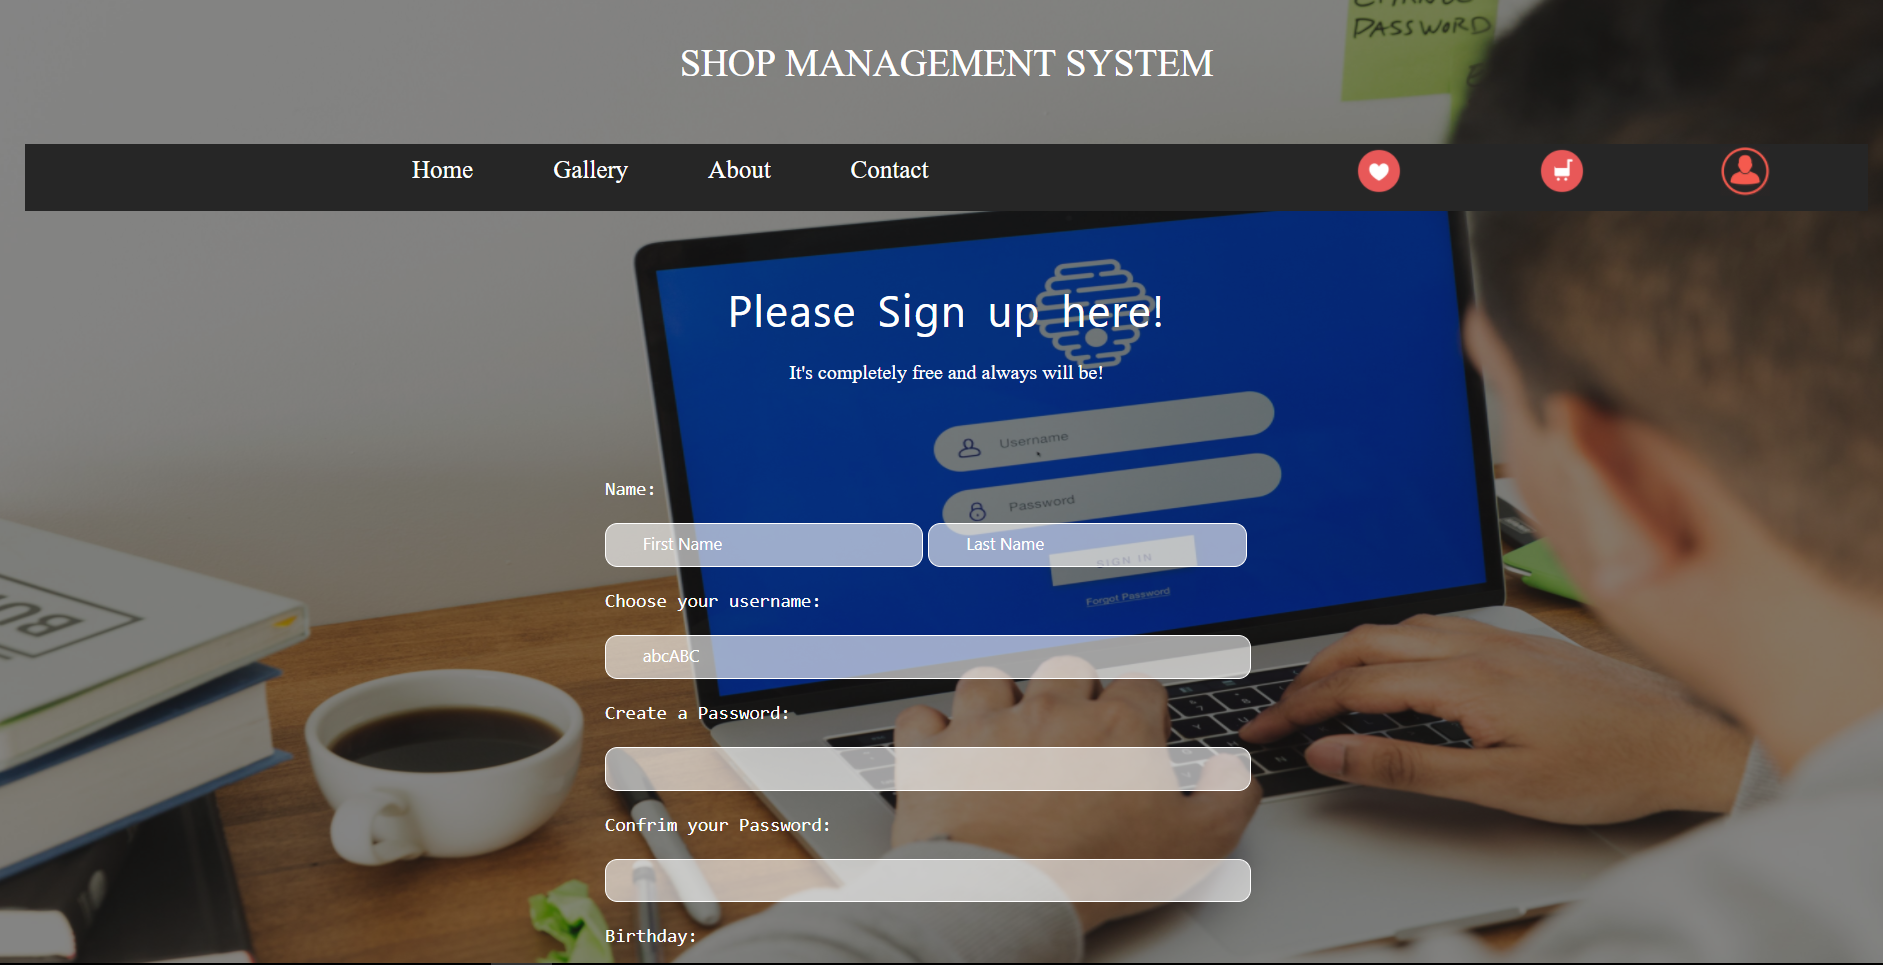 PASSWORD
SHOP MANAGEMENT SYSTEM
Home Gallery About Contact
Please Sign up here!
It's completely free and always will be!
Username
Password
Name:
First Name Last Name
SIGN IN
Forgot Password
Choose your username:
abcABC
Create a Password:
Confrim your Password:
Birthday: